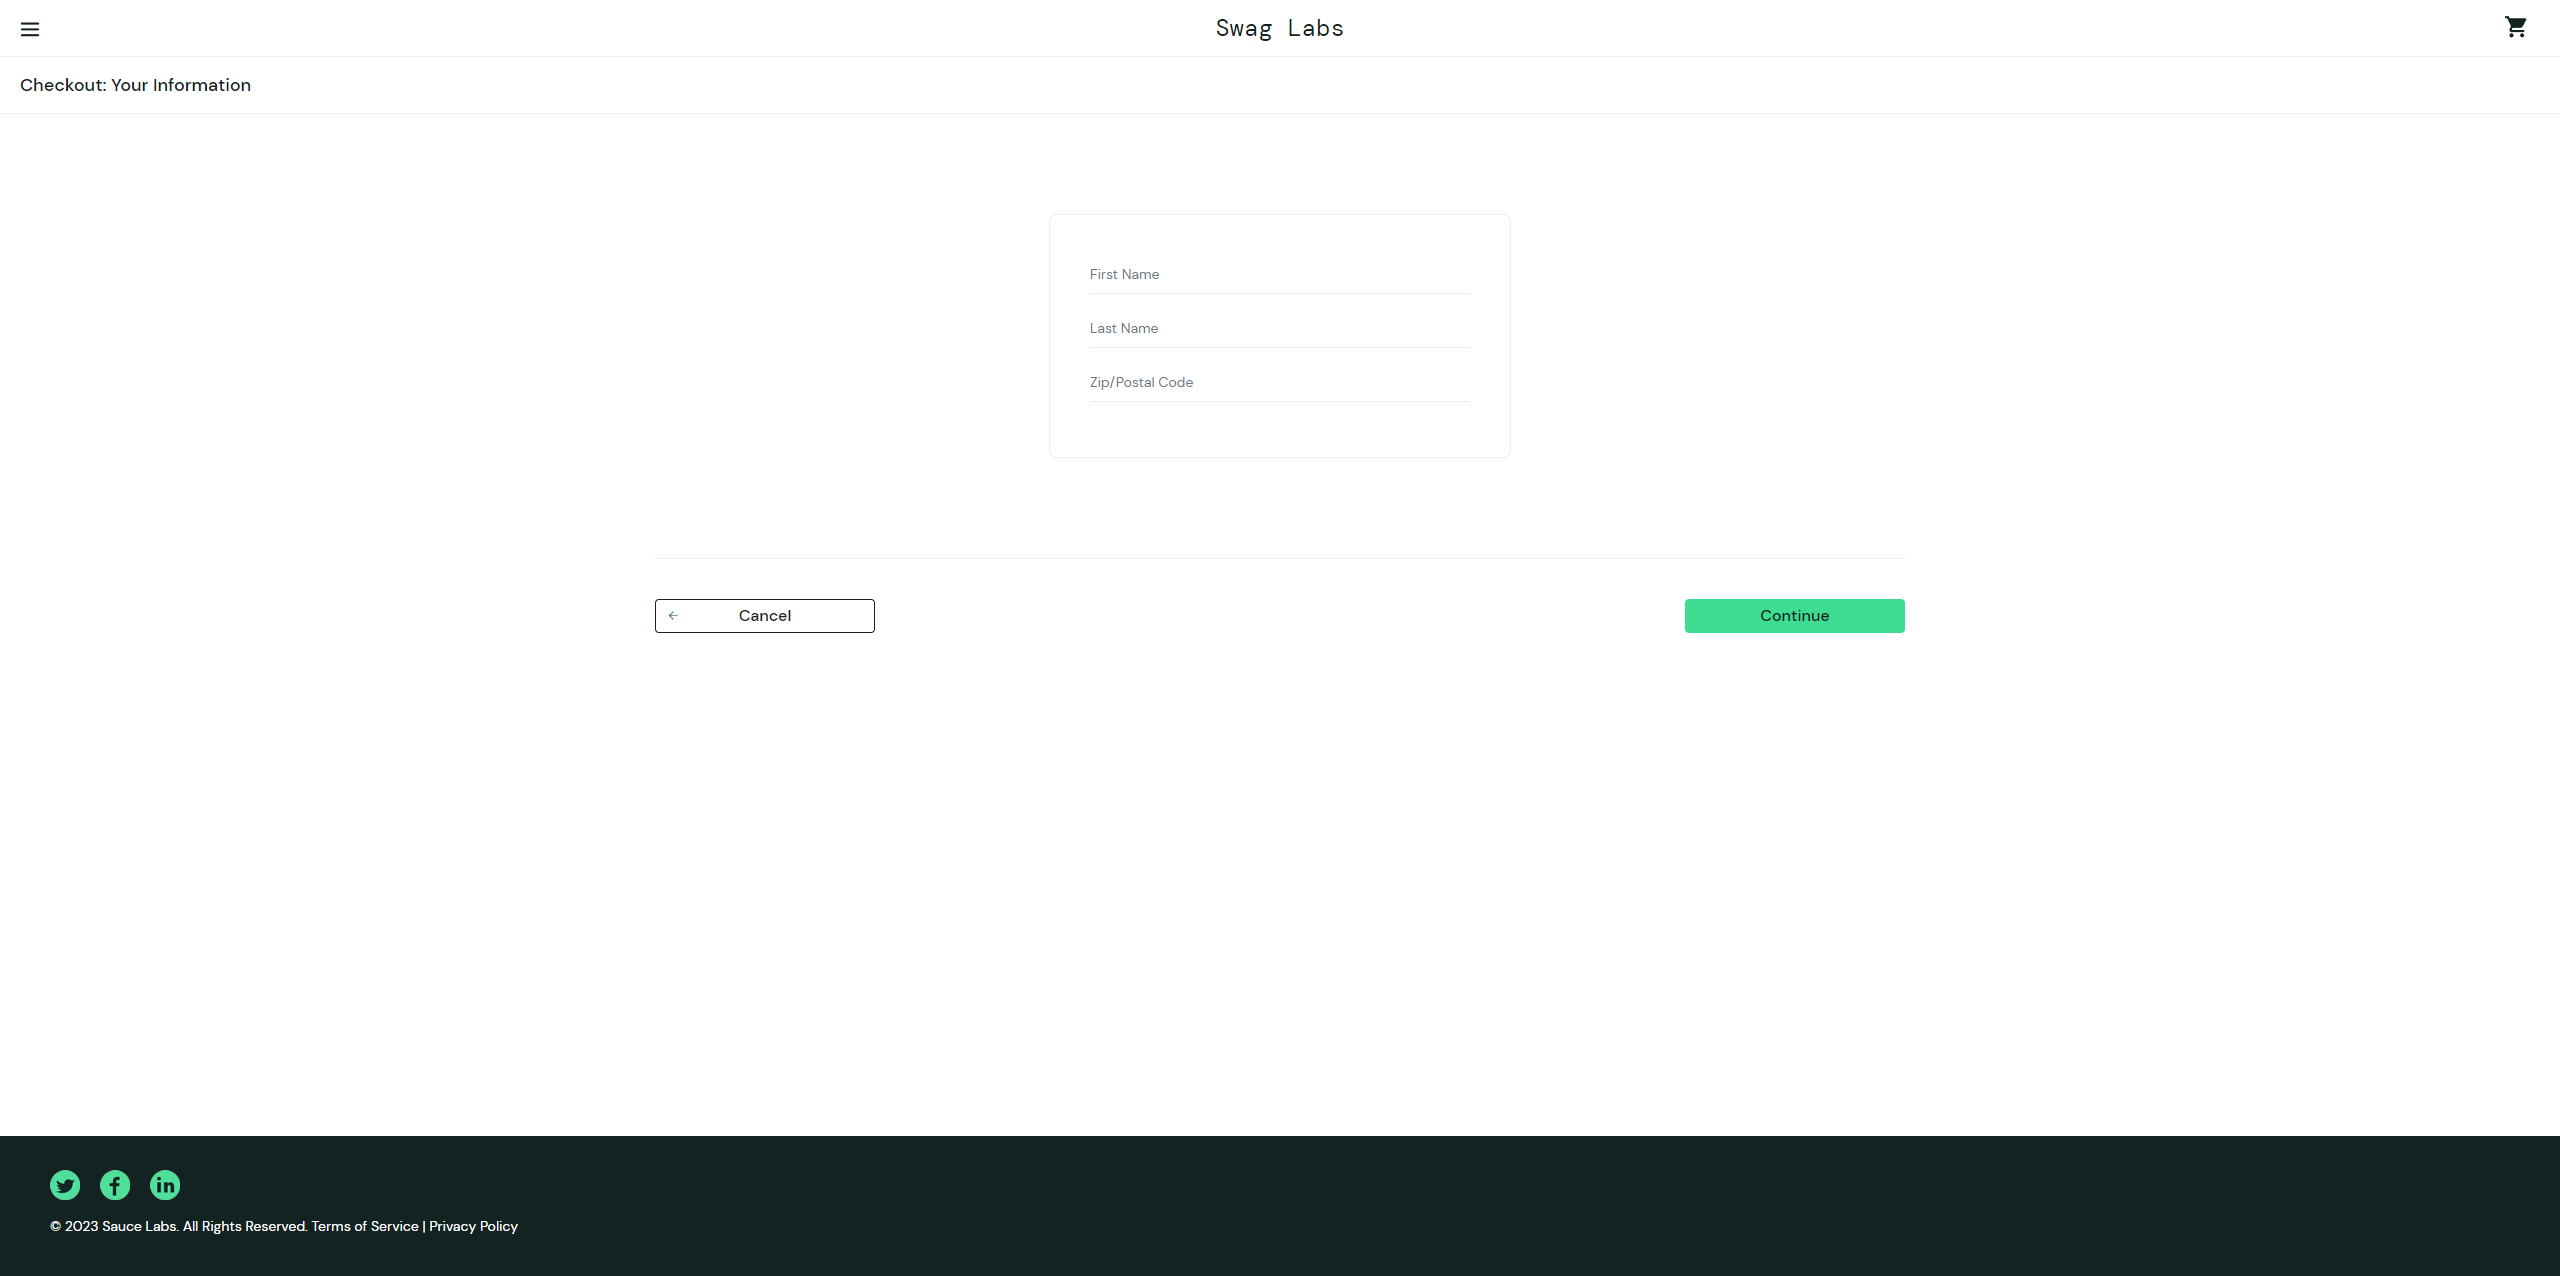 Swag Labs
Checkout: Your Information
First Name
Last Name
Zip/Postal Code
Cancel
Continue
© 2023 Sauce Labs. All Rights Reserved. Terms of Service | Privacy Policy